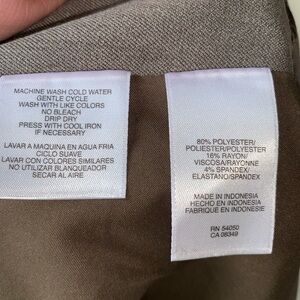 MACHINE WASH COLD WATER
GENTLE CYCLE
WASH WITH LIKE COLORS
NO BLEACH
DRIP DRY
PRESS WITH COOL IRON
IF NECESSARY
LAVAR A MAQUINA EN AGUA FRIA
CICLO SUAVE
LAVAR CON COLORES SIMILARES
NO UTILIZAR BLANQUEADOR
SECAR AL AIRE
80% POLYESTER/
POLIESTER/POLYESTER
16% RAYON/
VISCOSA/RAYONNE
4% SPANDEX/
ELASTANO/SPANDEX
MADE IN INDONESIA
HECHO EN INDONESIA
FABRIQUE EN INDONESIE
RN 54050
CA 08349